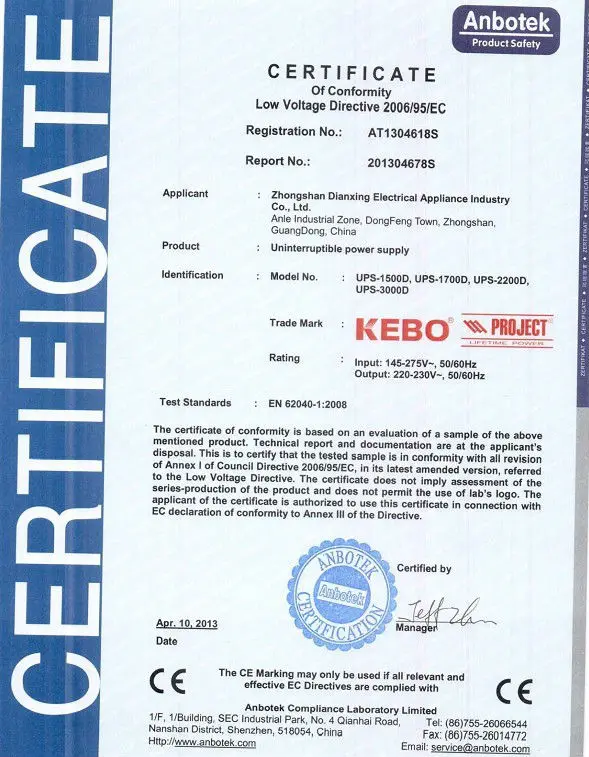 CERTIFICATE
Anbotek
Product Safety
CERTIFICATE
Of Conformity
Low Voltage Directive 2006/95/EC
Registration No.: AT1304618S
Report No.: 201304678S
Applicant : Zhongshan Dianxing Electrical Appliance Industry
Co., Ltd.
Anle Industrial Zone, DongFeng Town, Zhongshan,
GuangDong, China
Product : Uninterruptible power supply
Identification : Model No. : UPS-1500D, UPS-1700D, UPS-2200D,
UPS-3000D
Trade Mark : KEBO® PROJECT®
LIFETIME POWER
Rating : Input: 145-275V~, 50/60Hz
Output: 220-230V~, 50/60Hz
Test Standards : EN 62040-1:2008
The certificate of conformity is based on an evaluation of a sample of the above
mentioned product. Technical report and documentation are at the applicant's
disposal. This is to certify that the tested sample is in conformity with all revision
of Annex I of Council Directive 2006/95/EC, in its latest amended version, referred
to the Low Voltage Directive. The certificate does not imply assessment of the
series-production of the product and does not permit the use of lab's logo. The
applicant of the certificate is authorized to use this certificate in connection with
EC declaration of conformity to Annex III of the Directive.
ANBOTEK
Anbotek
CERTIFICATION
Certified by
Manager
Apr. 10, 2013
Date
CE
The CE Marking may only be used if all relevant and
effective EC Directives are complied with
CE
Anbotek Compliance Laboratory Limited
1/F, 1/Building, SEC Industrial Park, No. 4 Qianhai Road,
Nanshan District, Shenzhen, 518054, China
Http://www.anbotek.com
Tel: (86)755-26066544
Fax: (86)755-26014772
Email: service@anbotek.com